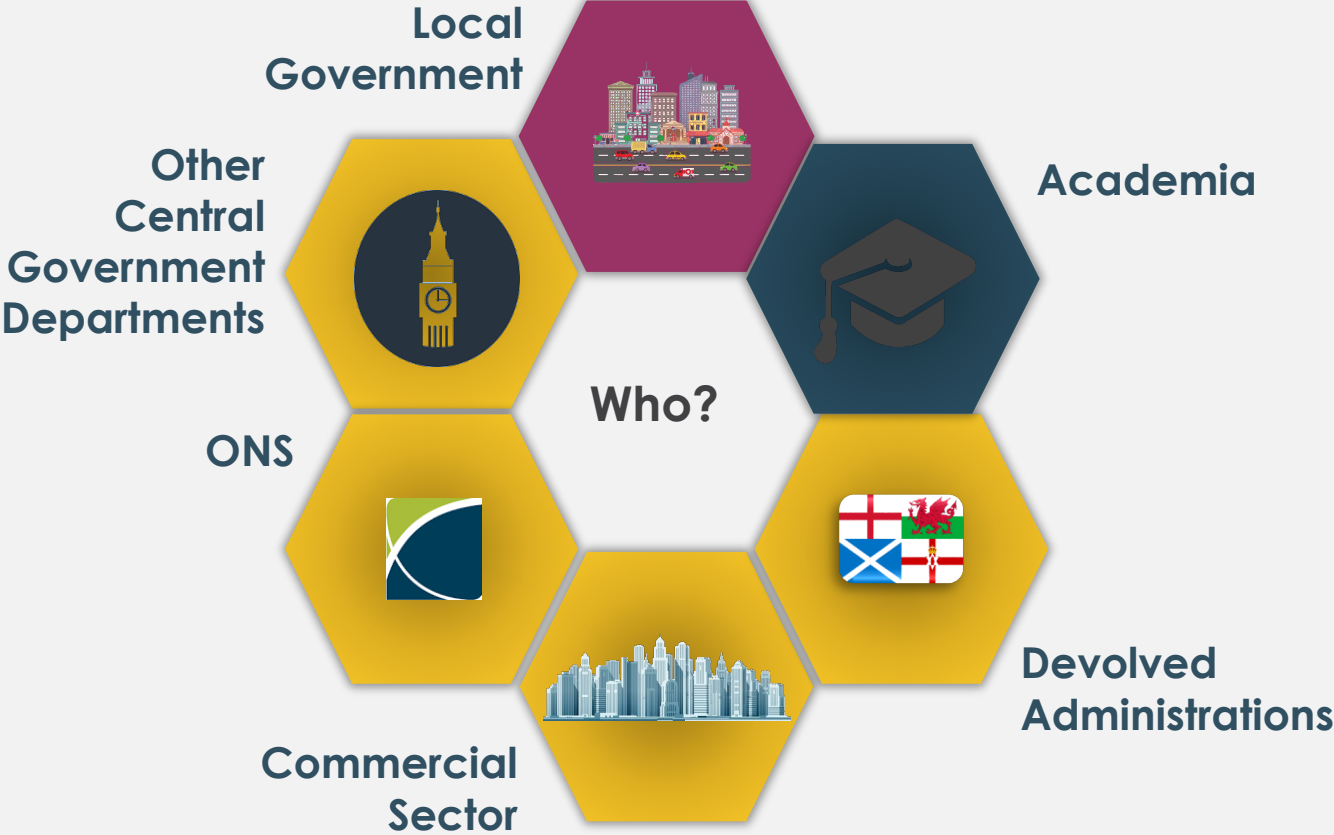 Local
Government
Other
Central
Government
Departments
Academia
Who?
ONS
Devolved
Administrations
Commercial
Sector